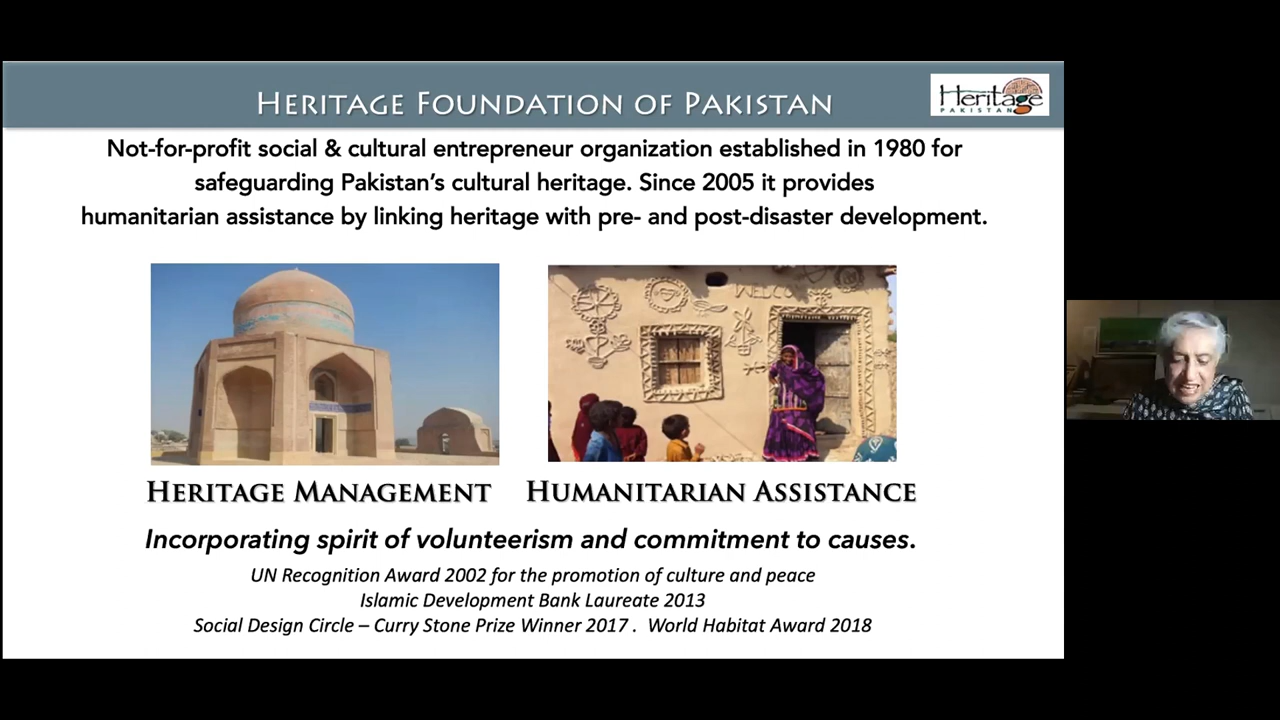 HERITAGE FOUNDATION OF PAKISTAN
Heritage
PAKISTAN
Not-for-profit social & cultural entrepreneur organization established in 1980 for
safeguarding Pakistan's cultural heritage. Since 2005 it provides
humanitarian assistance by linking heritage with pre- and post-disaster development.
WELCOME
HERITAGE MANAGEMENT
HUMANITARIAN ASSISTANCE
Incorporating spirit of volunteerism and commitment to causes.
UN Recognition Award 2002 for the promotion of culture and peace
Islamic Development Bank Laureate 2013
Social Design Circle – Curry Stone Prize Winner 2017 . World Habitat Award 2018